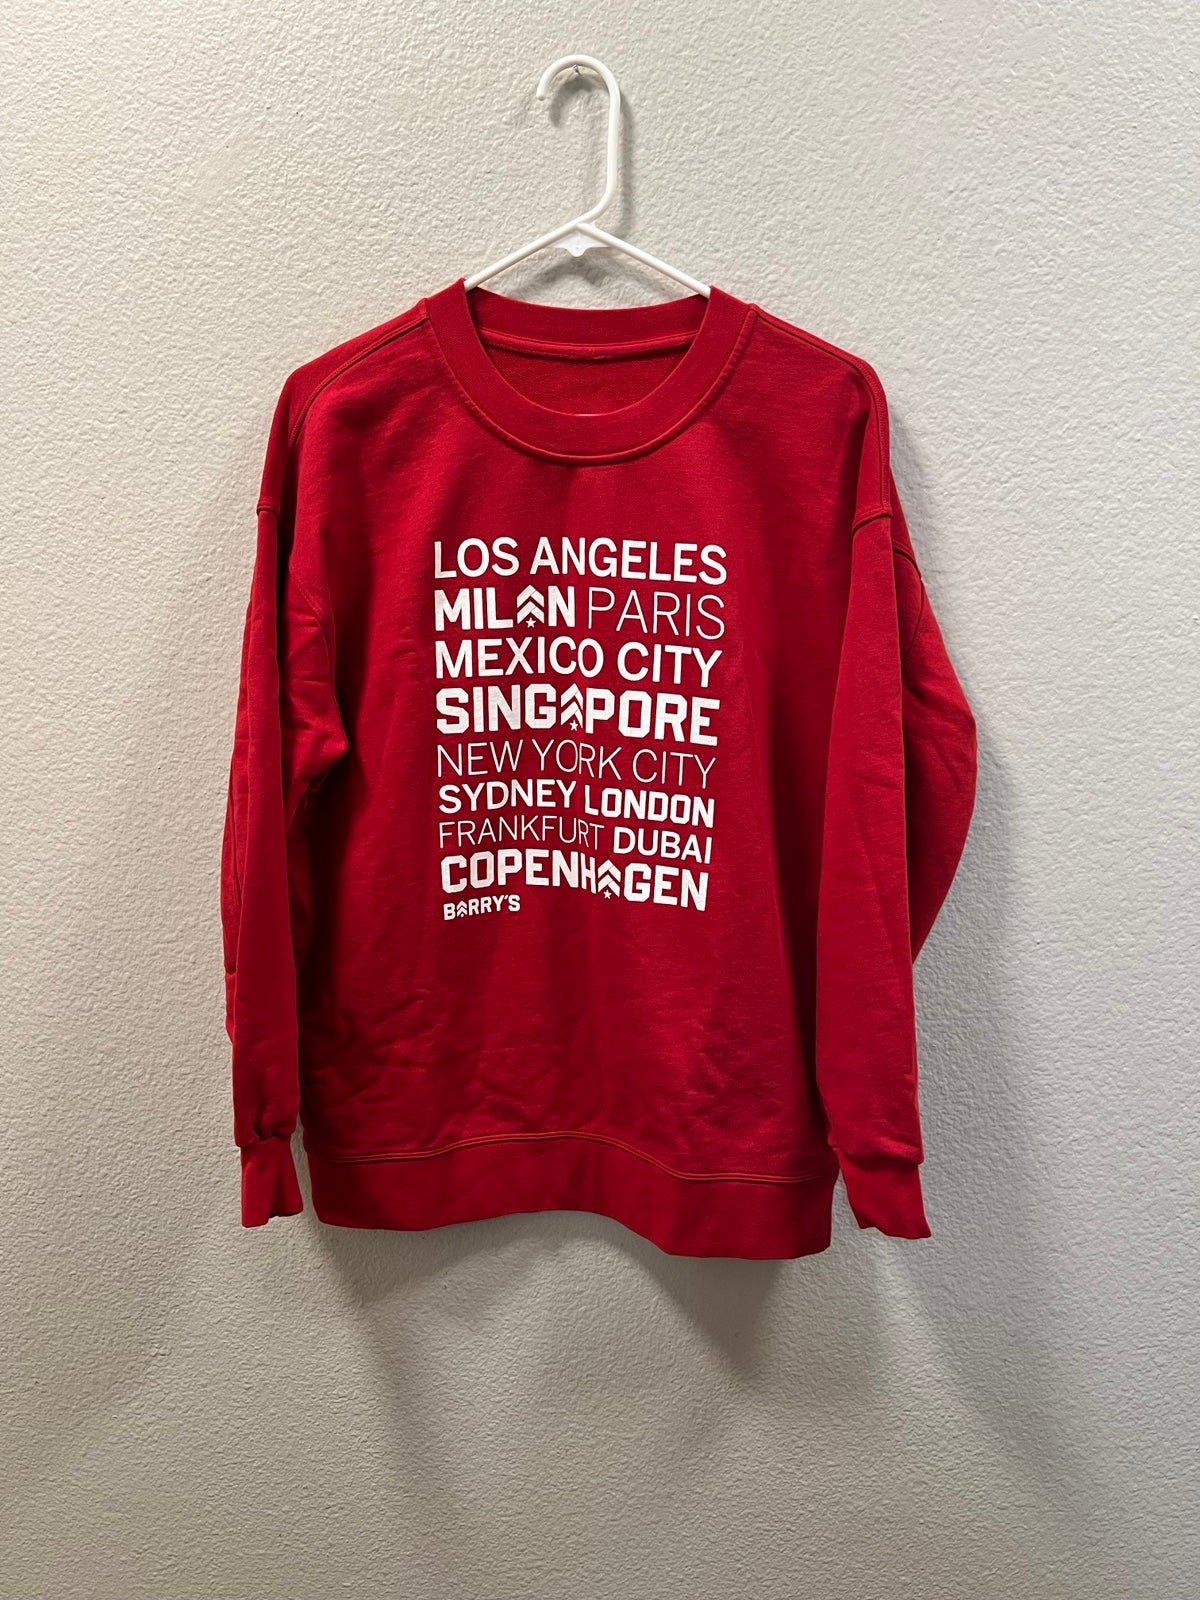 LOS ANGELES
MILAN PARIS
MEXICO CITY
SINGAPORE
NEW YORK CITY
SYDNEY LONDON
FRANKFURT DUBAI
COPENHAGEN
BARRY'S